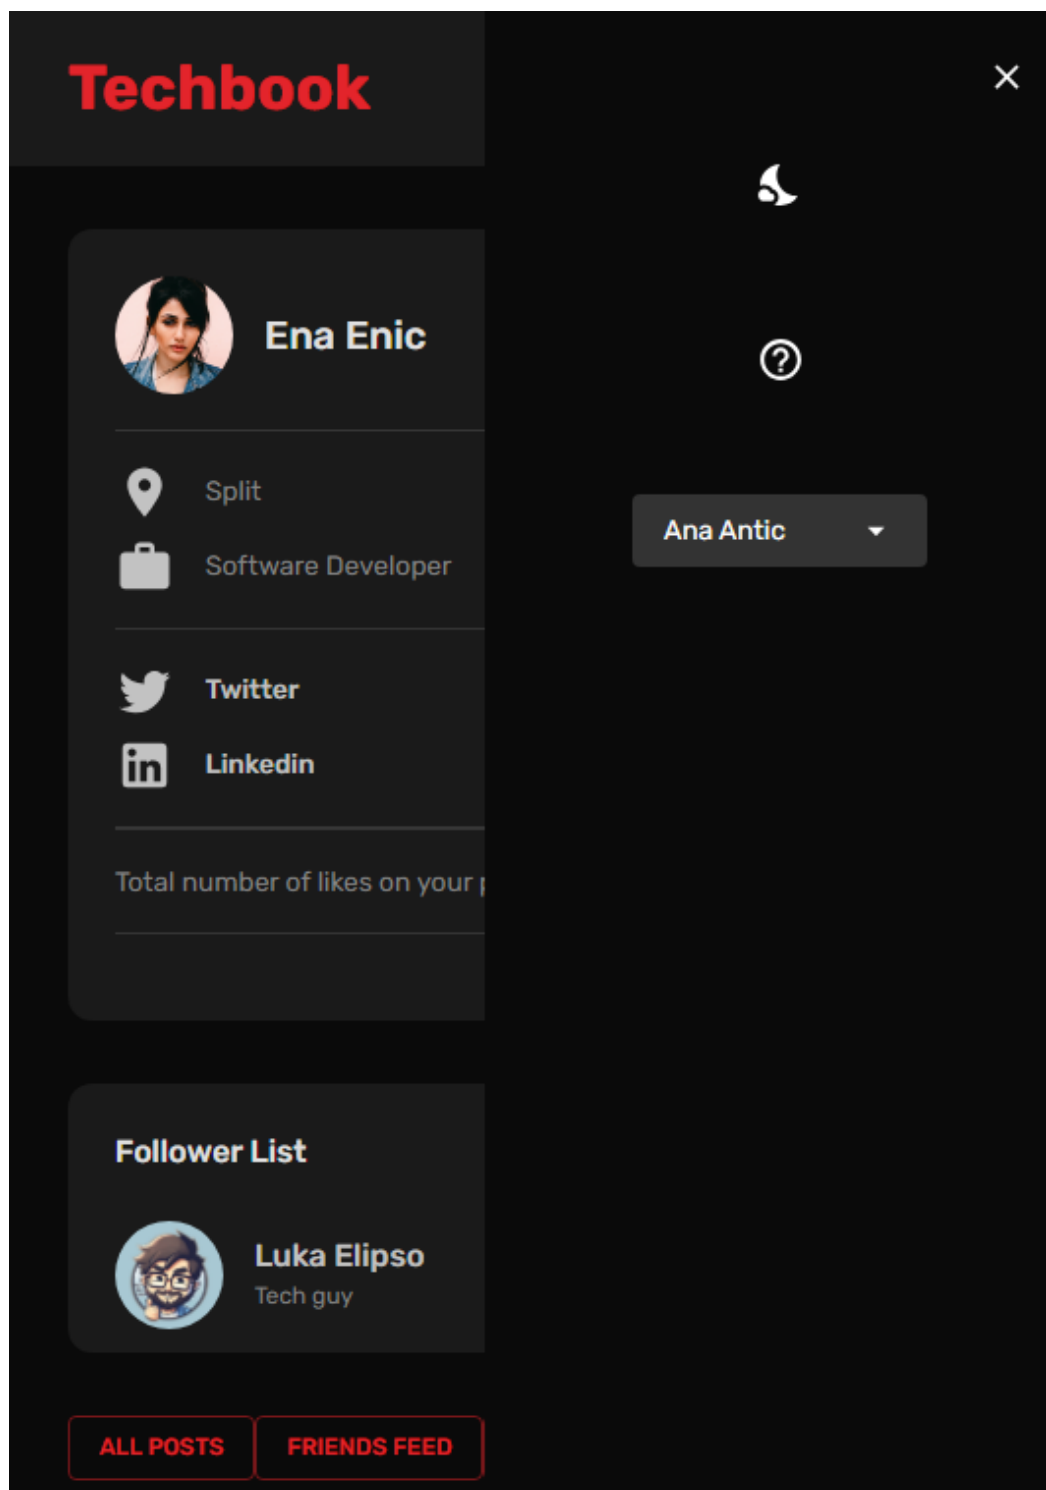 Techbook
Ena Enic
Split
Software Developer
Twitter
Linkedin
Total number of likes on your
Follower List
Luka Elipso
Tech guy
ALL POSTS
FRIENDS FEED
Ana Antic